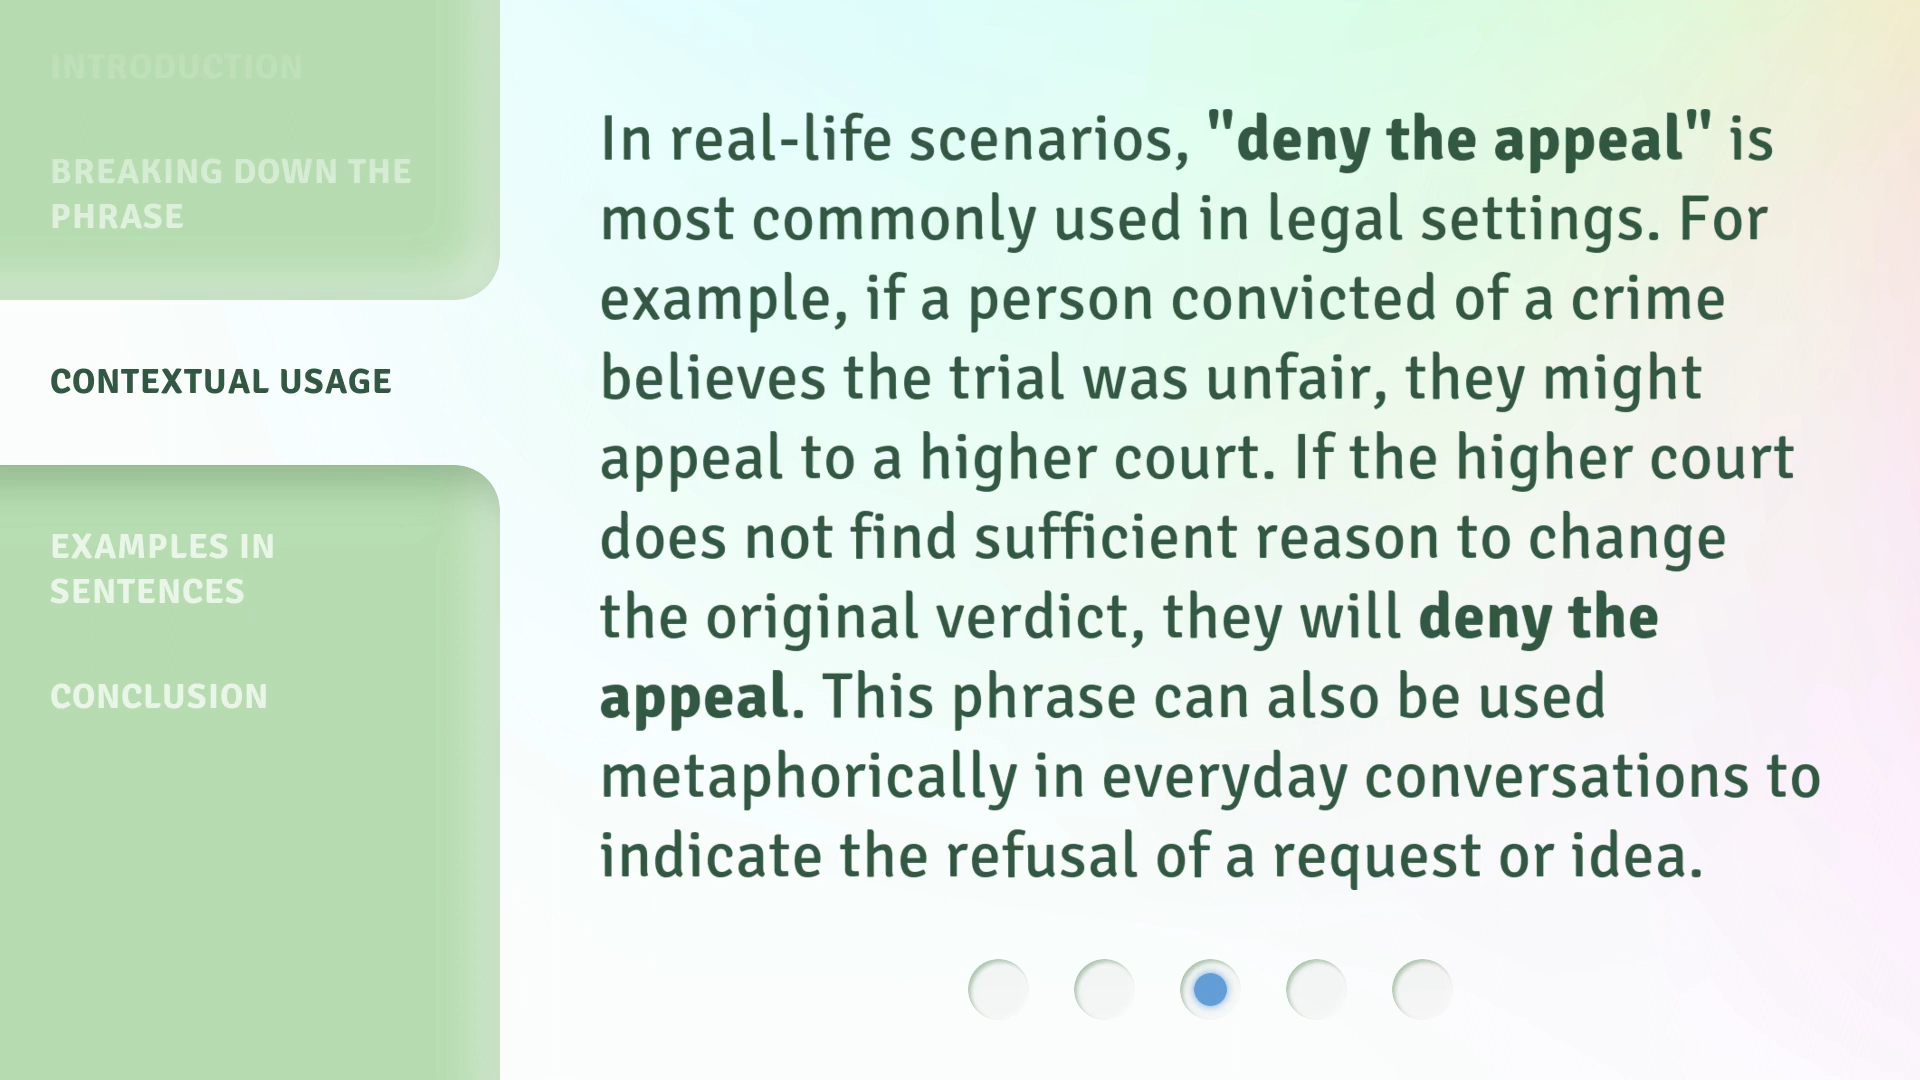 INTRODUCTION
BREAKING DOWN THE
PHRASE
CONTEXTUAL USAGE
EXAMPLES IN
SENTENCES
CONCLUSION
In real-life scenarios, "deny the appeal" is
most commonly used in legal settings. For
example, if a person convicted of a crime
believes the trial was unfair, they might
appeal to a higher court. If the higher court
does not find sufficient reason to change
the original verdict, they will deny the
appeal. This phrase can also be used
metaphorically in everyday conversations to
indicate the refusal of a request or idea.